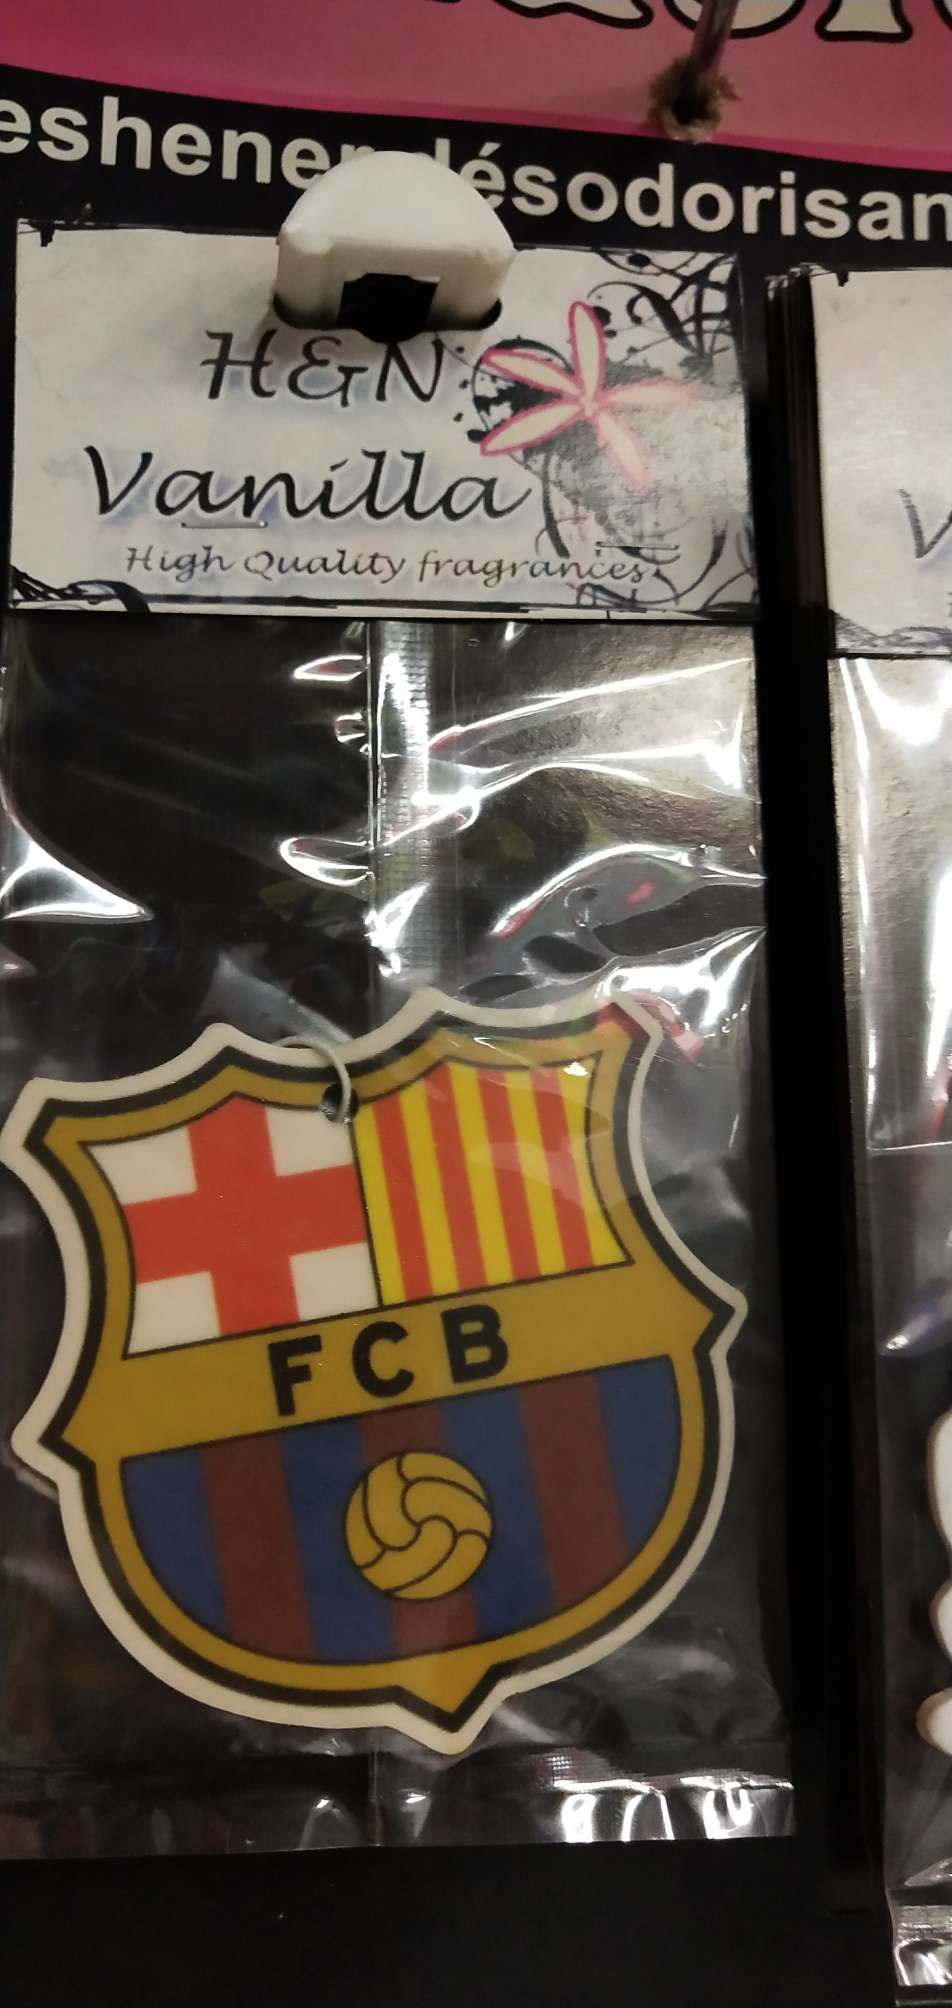 eshener désodorisan
H&N
Vanilla
High Quality fragrances
V
FCB